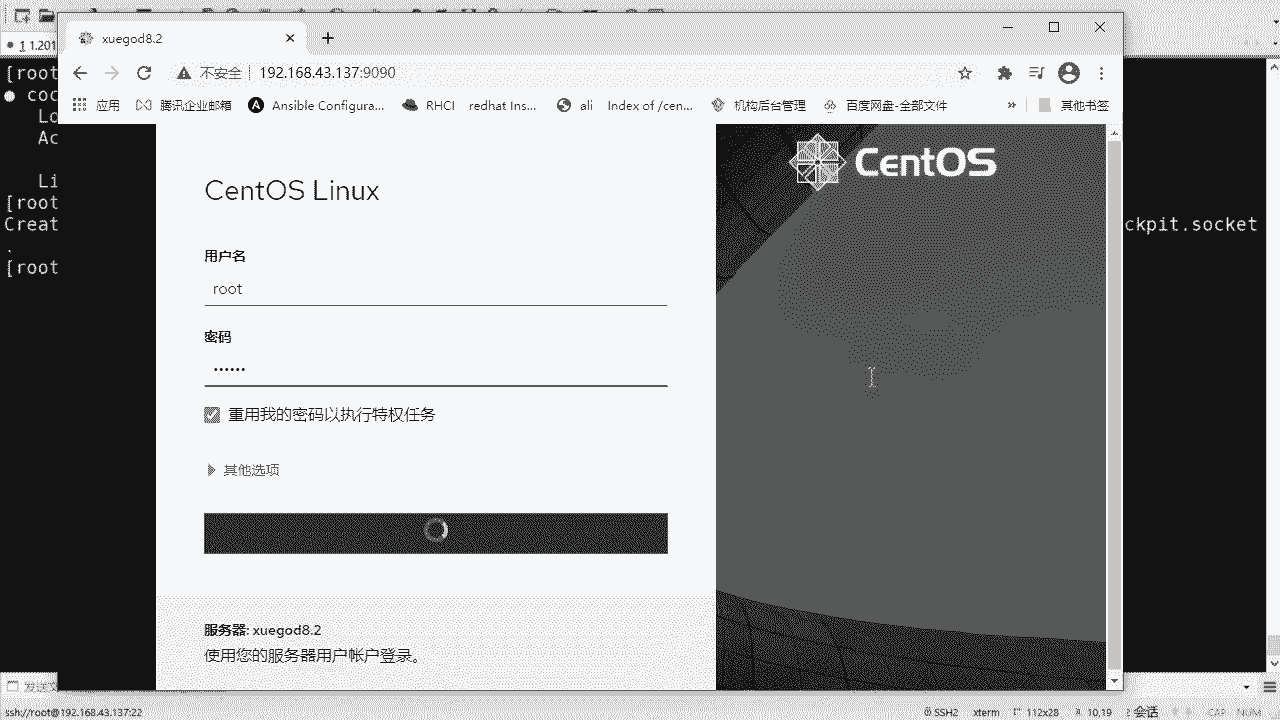 1 1.201
xuegod8.2
不安全 192.168.43.137:9090
应用 腾讯企业邮箱 Ansible Configura... RHCI redhat Ins... ali Index of /cen... 机构后台管理 百度网盘-全部文件 » 其他书签
[root
coc
Lo
Ac
Li
[root
Creat
ckpit.socket
.
[root
CentOS
CentOS Linux
用户名
root
密码
••••••
重用我的密码以执行特权任务
其他选项
服务器: xuegod8.2
使用您的服务器用户帐户登录。
发送文
ssh://root@192.168.43.137:22 SSH2 xterm 112x28 10,19 2 会话 CAP NUM